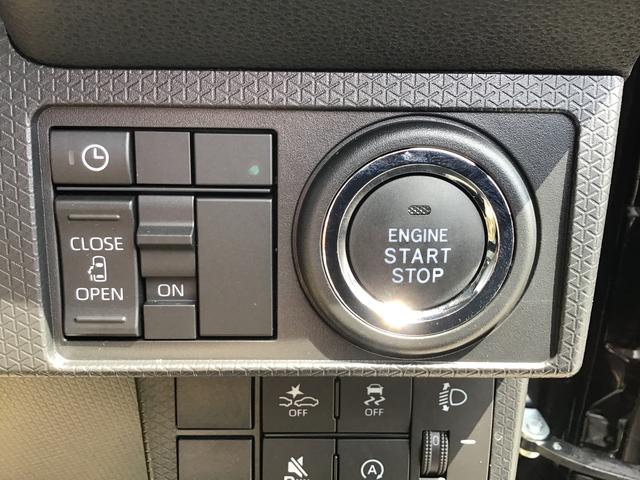 CLOSE
OPEN
ON
ENGINE
START
STOP
OFF
OFF
A